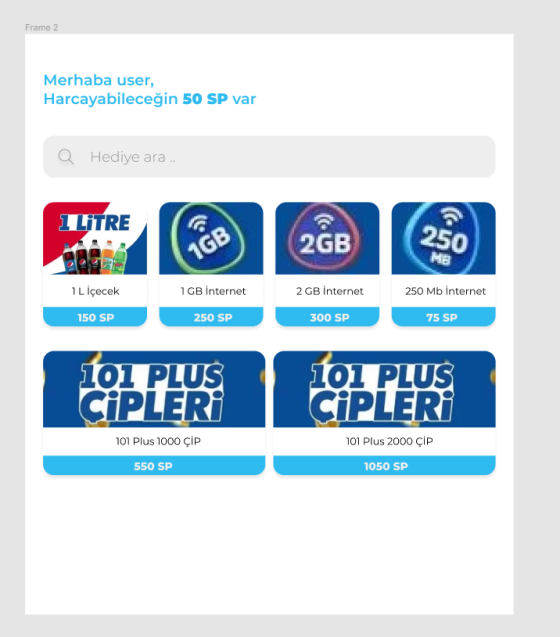 Frame 2
Merhaba user,
Harcayabileceğin 50 SP var
Hediye ara ..
1 LİTRE
1GB
2GB
250
MB
1 L İçecek
1 GB İnternet
2 GB İnternet
250 Mb İnternet
150 SP
250 SP
300 SP
75 SP
101 PLUS
ÇİPLERİ
101 PLUS
ÇİPLERİ
101 Plus 1000 ÇİP
101 Plus 2000 ÇİP
550 SP
1050 SP